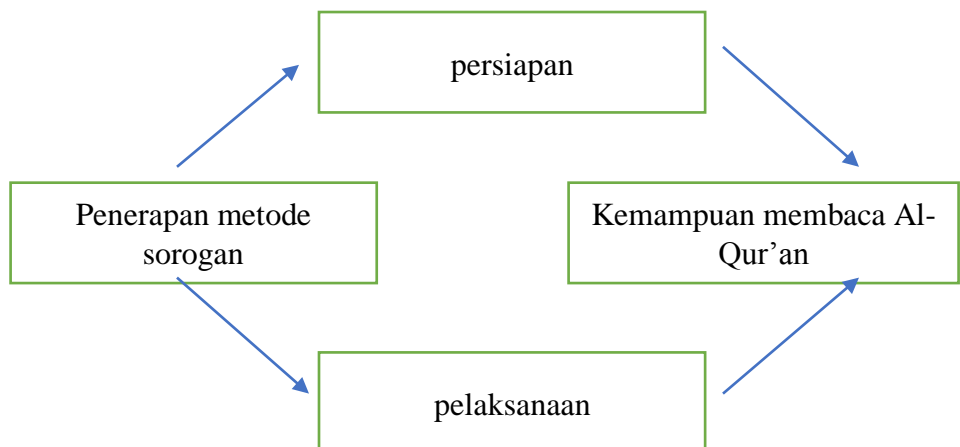 persiapan
Penerapan metode
sorogan
Kemampuan membaca Al-
Qur’an
pelaksanaan